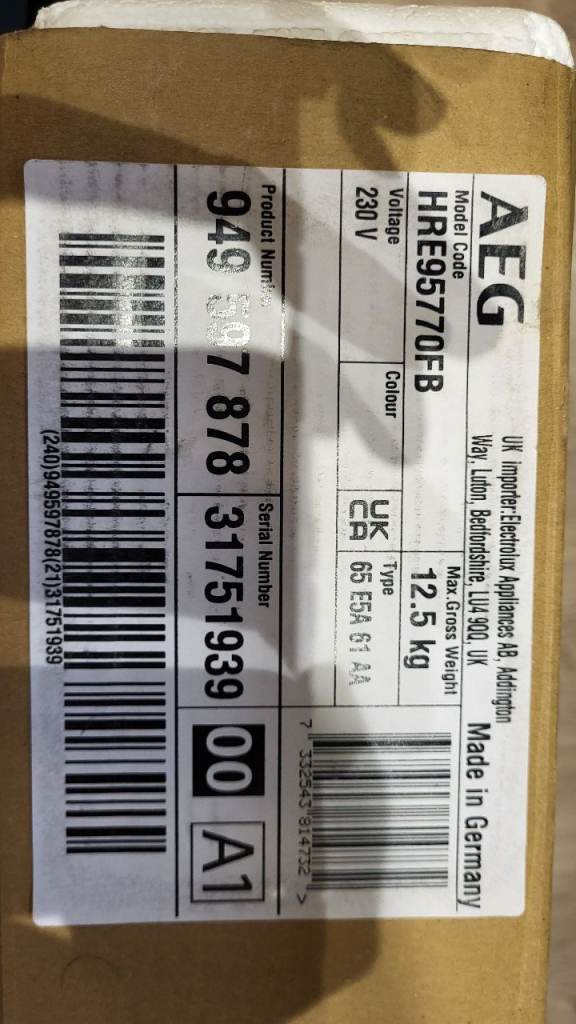 AEG
UK importer:Electrolux Appliances AB, Addington
Way, Luton, Bedfordshire, LU4 9QQ, UK
Made in Germany
Model Code
HRE95770FB
Max.Gross Weight
12.5 kg
Voltage
230 V
Colour
UK
CA
Type
65 E5A 61 AA
7 332543 814732 >
Product Number
949 597 878
Serial Number
31751939
00
A1
(240)949597878(21)31751939